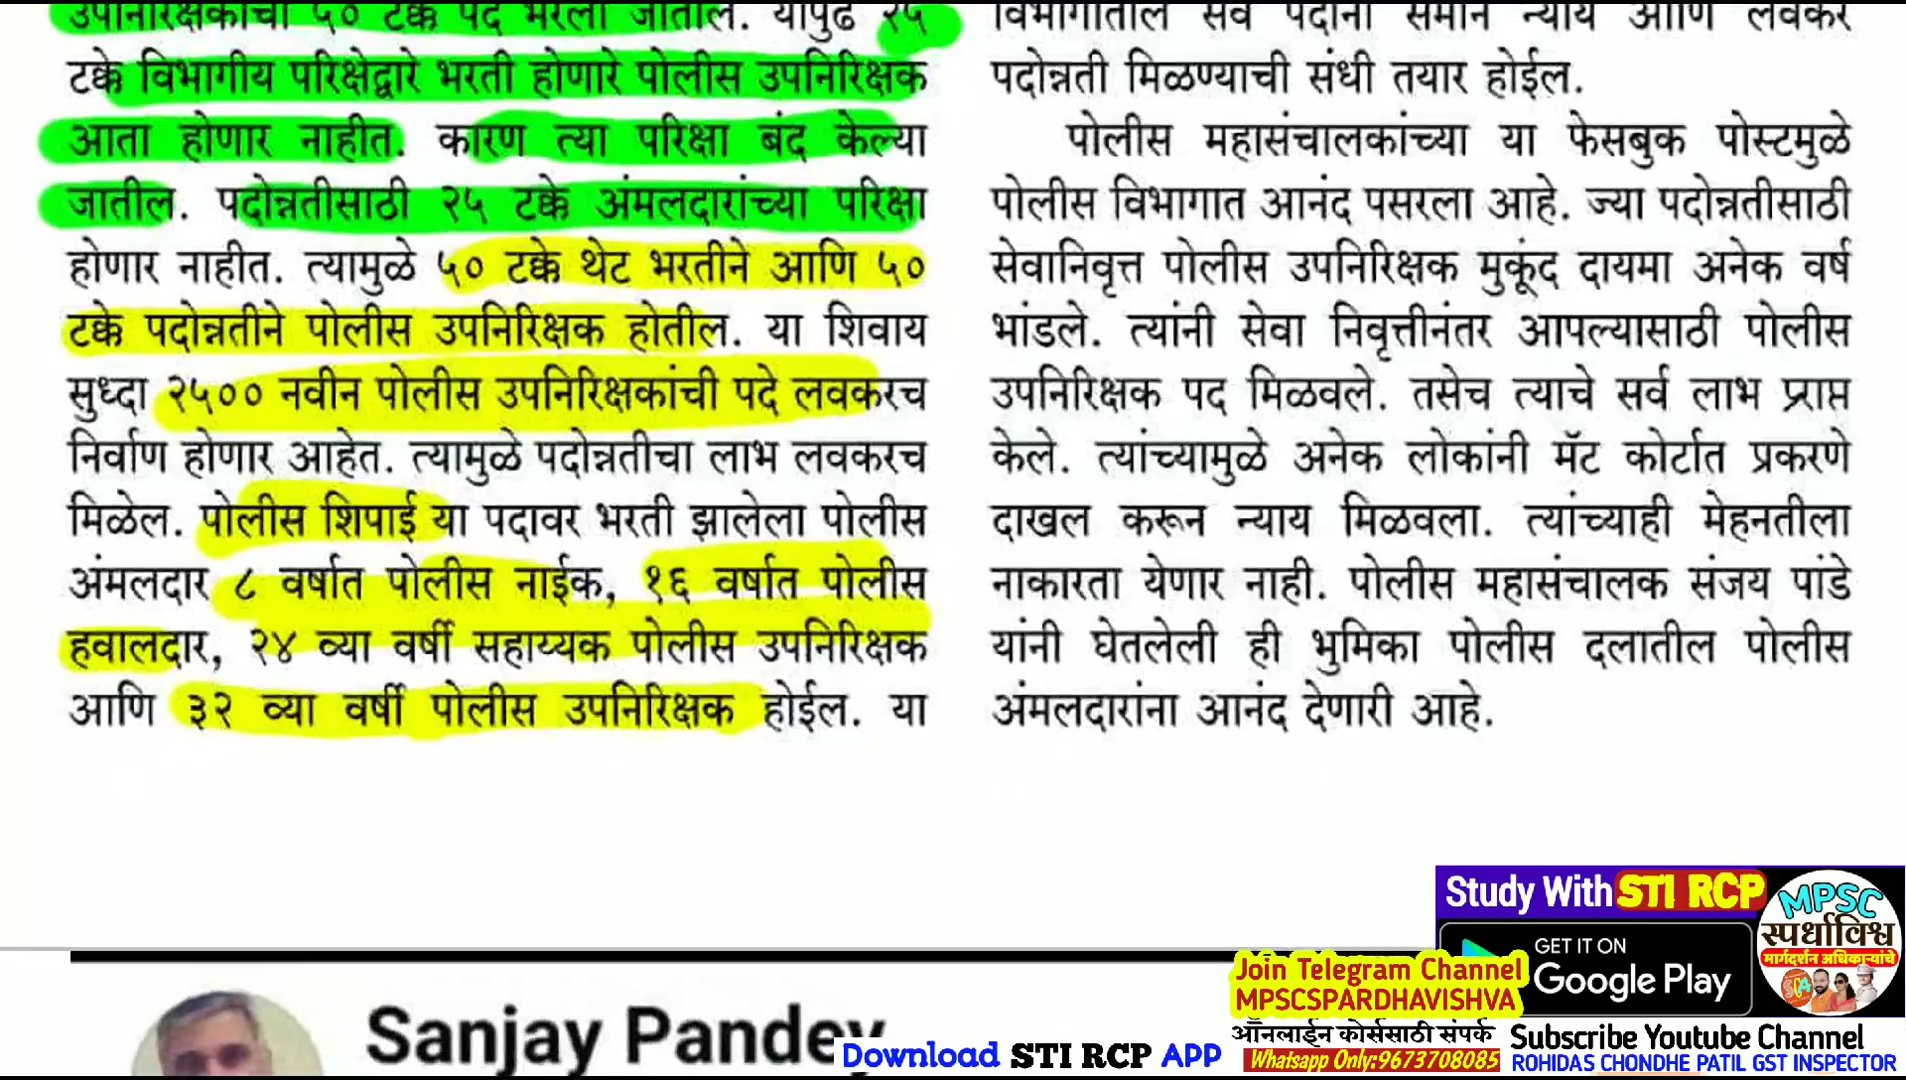 उपनिरिक्षकांची ५० टक्के पदे भरली जातील. यापुढे २५
टक्के विभागीय परिक्षेद्वारे भरती होणारे पोलीस उपनिरिक्षक
आता होणार नाहीत. कारण त्या परिक्षा बंद केल्या
जातील. पदोन्नतीसाठी २५ टक्के अंमलदारांच्या परिक्षा
होणार नाहीत. त्यामुळे ५० टक्के थेट भरतीने आणि ५०
टक्के पदोन्नतीने पोलीस उपनिरिक्षक होतील. या शिवाय
सुध्दा २५०० नवीन पोलीस उपनिरिक्षकांची पदे लवकरच
निर्वाण होणार आहेत. त्यामुळे पदोन्नतीचा लाभ लवकरच
मिळेल. पोलीस शिपाई या पदावर भरती झालेला पोलीस
अंमलदार ८ वर्षात पोलीस नाईक, १६ वर्षात पोलीस
हवालदार, २४ व्या वर्षी सहाय्यक पोलीस उपनिरिक्षक
आणि ३२ व्या वर्षी पोलीस उपनिरिक्षक होईल. या
विभागातील सर्व पदांना समान न्याय आणि लवकर
पदोन्नती मिळण्याची संधी तयार होईल.
पोलीस महासंचालकांच्या या फेसबुक पोस्टमुळे
पोलीस विभागात आनंद पसरला आहे. ज्या पदोन्नतीसाठी
सेवानिवृत्त पोलीस उपनिरिक्षक मुकूंद दायमा अनेक वर्ष
भांडले. त्यांनी सेवा निवृत्तीनंतर आपल्यासाठी पोलीस
उपनिरिक्षक पद मिळवले. तसेच त्याचे सर्व लाभ प्राप्त
केले. त्यांच्यामुळे अनेक लोकांनी मॅट कोर्टात प्रकरणे
दाखल करून न्याय मिळवला. त्यांच्याही मेहनतीला
नाकारता येणार नाही. पोलीस महासंचालक संजय पांडे
यांनी घेतलेली ही भुमिका पोलीस दलातील पोलीस
अंमलदारांना आनंद देणारी आहे.
Study With STI RCP
GET IT ON
Google Play
MPSC
स्पर्धाविश्व
मार्गदर्शन अधिकाऱ्यांचे
Join Telegram Channel
MPSCSPARDHAVISHVA
Sanjay Pandey
Download STI RCP APP
ऑनलाईन कोर्ससाठी संपर्क
Whatsapp Only:9673708085
Subscribe Youtube Channel
ROHIDAS CHONDHE PATIL GST INSPECTOR